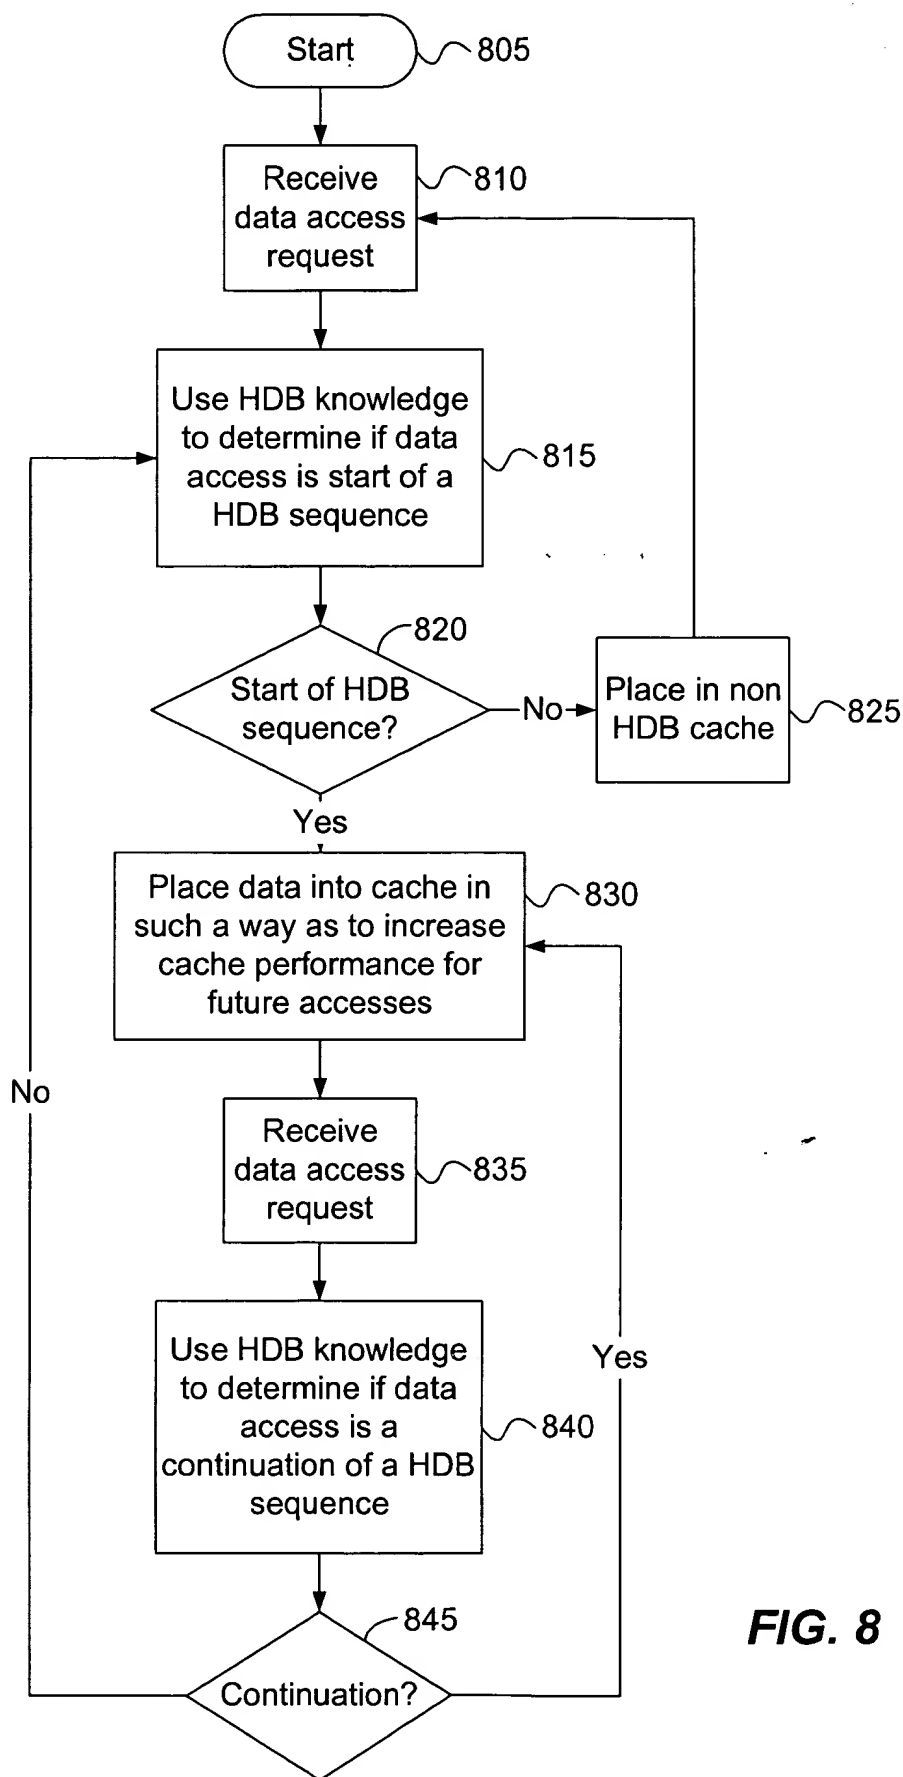 Start
805
Receive
data access
request
810
Use HDB knowledge
to determine if data
access is start of a
HDB sequence
815
820
Start of HDB
sequence?
No
Place in non
HDB cache
825
Yes
Place data into cache in
such a way as to increase
cache performance for
future accesses
830
No
Receive
data access
request
835
Use HDB knowledge
to determine if data
access is a
continuation of a HDB
sequence
840
Yes
845
Continuation?
FIG. 8